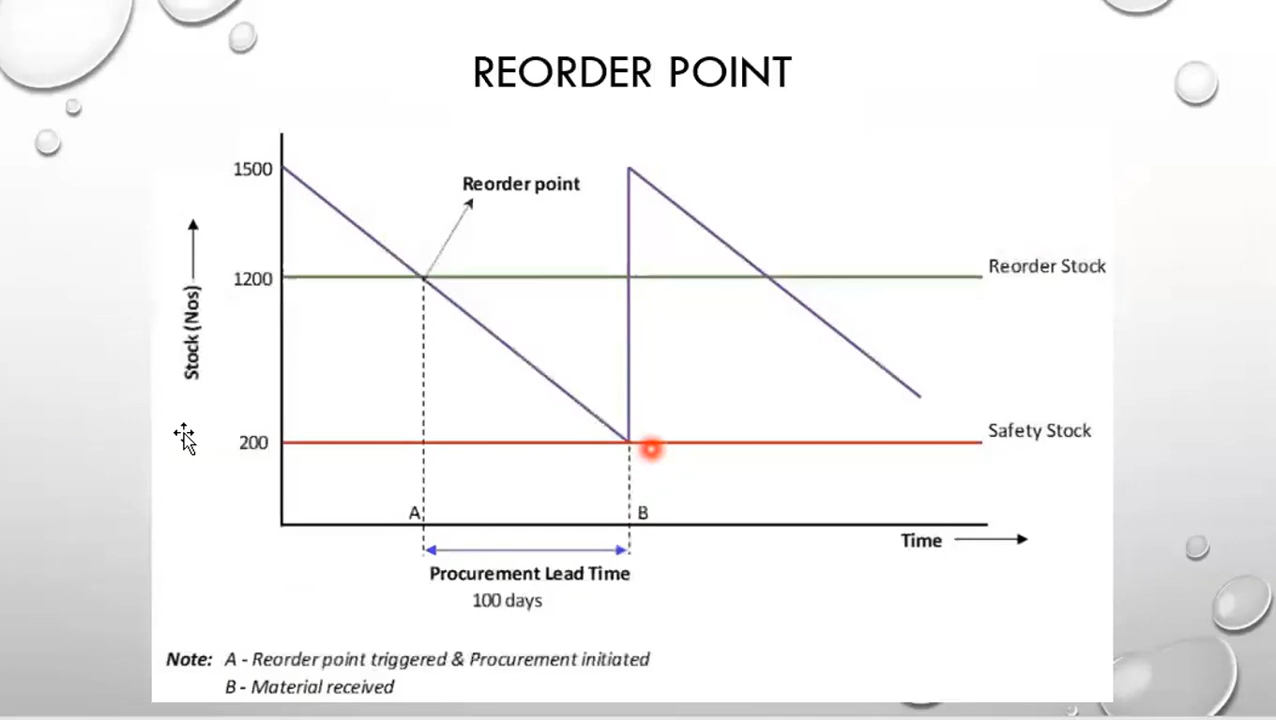 REORDER POINT
1500
Reorder point
Reorder Stock
1200
Stock (Nos)
Safety Stock
200
A
B
Time
Procurement Lead Time
100 days
Note: A - Reorder point triggered & Procurement initiated
B - Material received